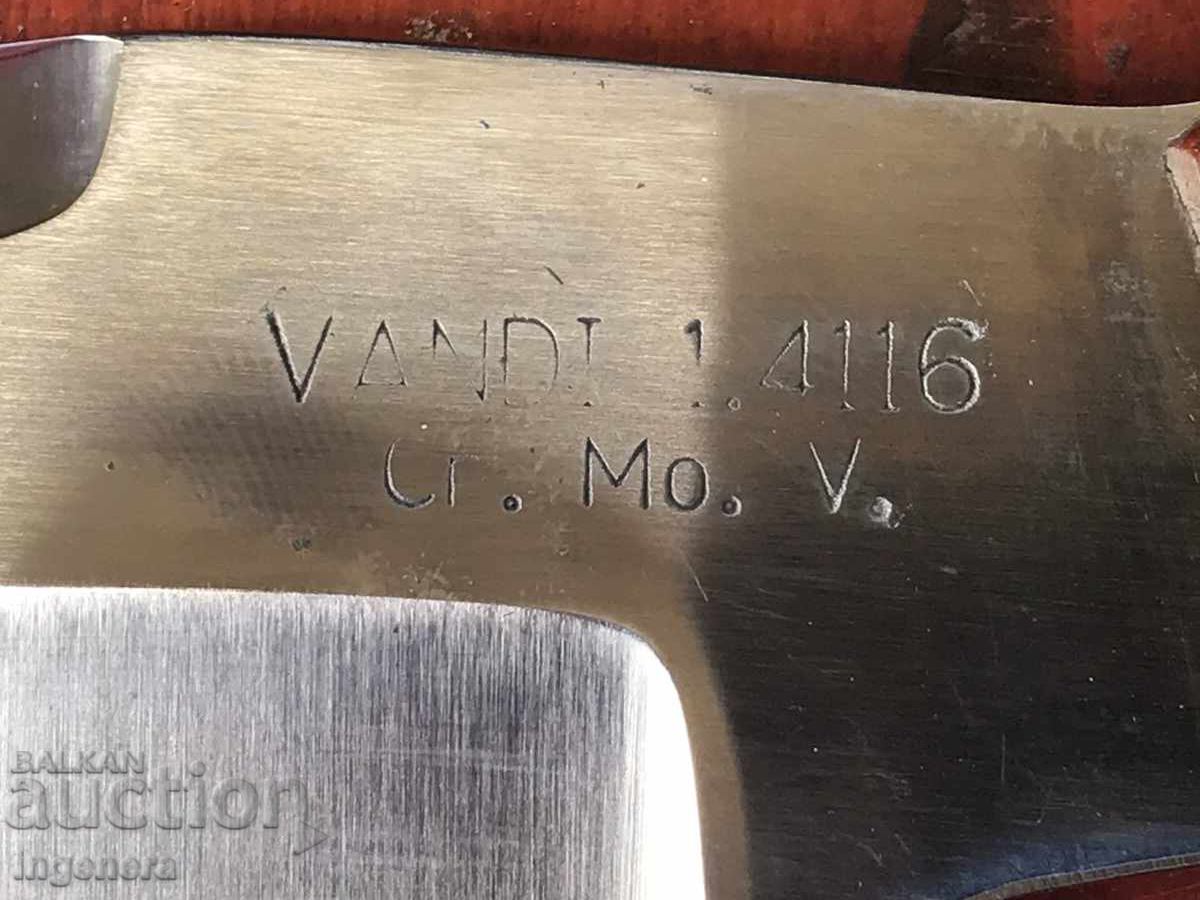 VANDI 1.4116
Cr. Mo. V.
BALKAN
auction
ingenera